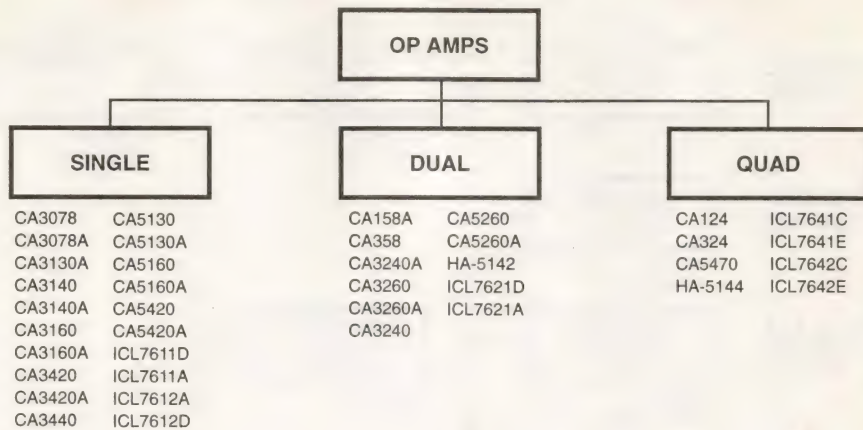 OP AMPS
SINGLE
CA3078 CA5130
CA3078A CA5130A
CA3130A CA5160
CA3140 CA5160A
CA3140A CA5420
CA3160 CA5420A
CA3160A ICL7611D
CA3420 ICL7611A
CA3420A ICL7612A
CA3440 ICL7612D
DUAL
CA158A CA5260
CA358 CA5260A
CA3240A HA-5142
CA3260 ICL7621D
CA3260A ICL7621A
CA3240
QUAD
CA124 ICL7641C
CA324 ICL7641E
CA5470 ICL7642C
HA-5144 ICL7642E